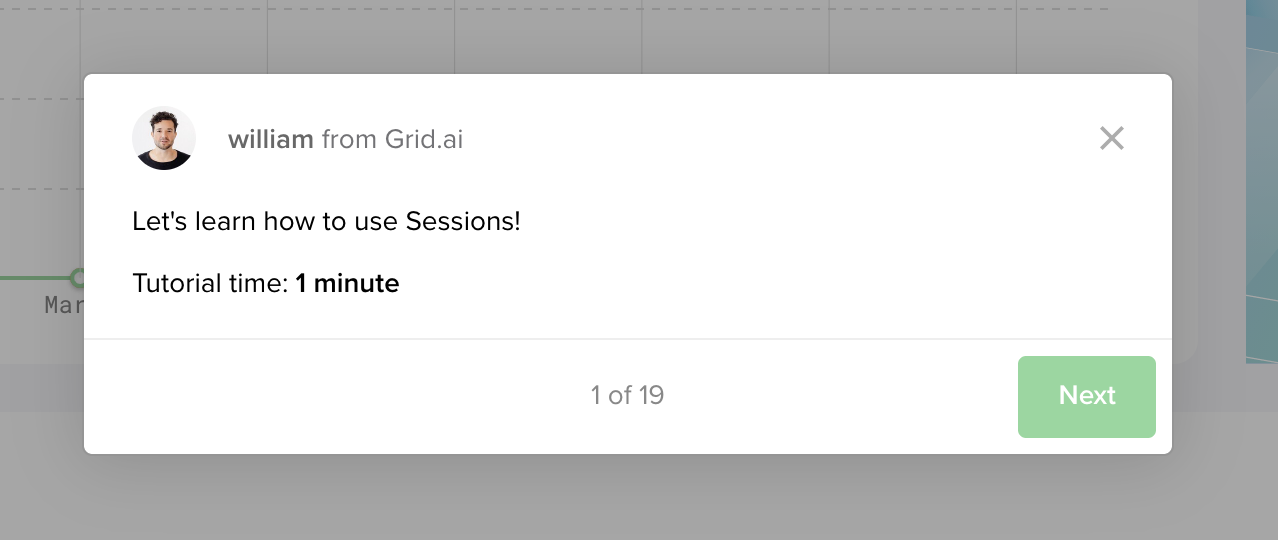 william from Grid.ai
Let's learn how to use Sessions!
Tutorial time: 1 minute
Mar
1 of 19
Next